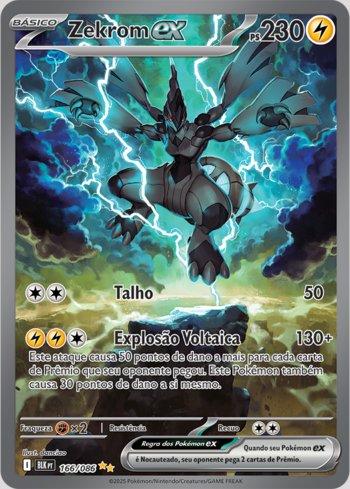 BÁSICO Zekrom ex PS 230
Talho 50
Explosão Voltaica 130+
Este ataque causa 50 pontos de dano a mais para cada carta
de Prêmio que seu oponente pegou. Este Pokémon também
causa 30 pontos de dano a si mesmo.
Fraqueza ×2 Resistência Recuo
Ilust. danciao
Regra dos Pokémon ex Quando seu Pokémon ex
é Nocauteado, seu oponente pega 2 cartas de Prêmio.
I BLK PT 166/086
©2025 Pokémon/Nintendo/Creatures/GAME FREAK